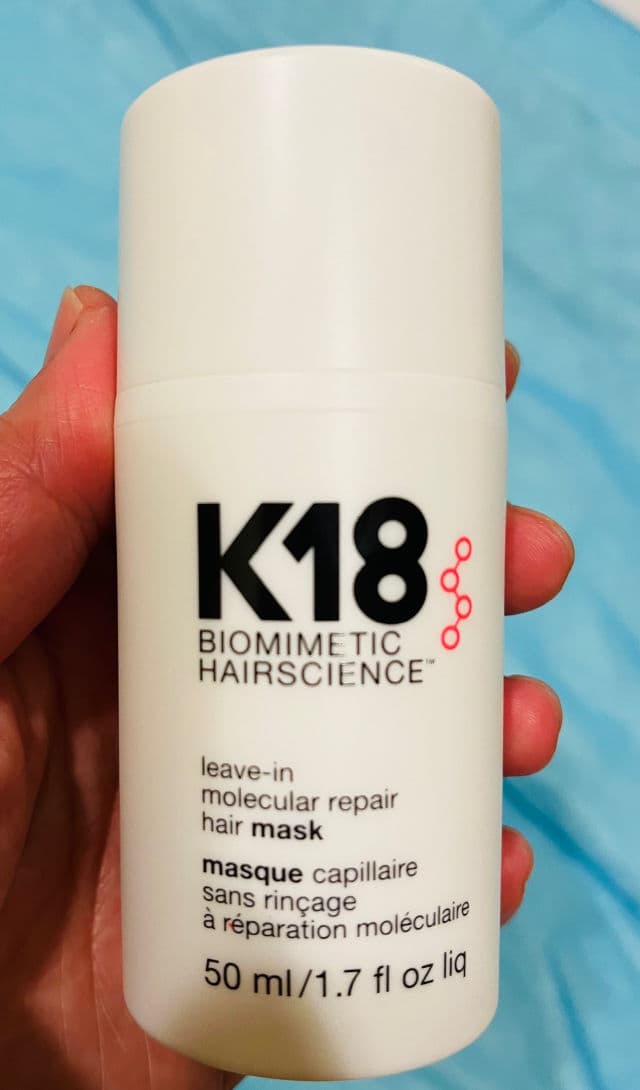 K18
BIOMIMETIC
HAIRSCIENCE™
leave-in
molecular repair
hair mask
masque capillaire
sans rinçage
à réparation moléculaire
50 ml/1.7 fl oz liq